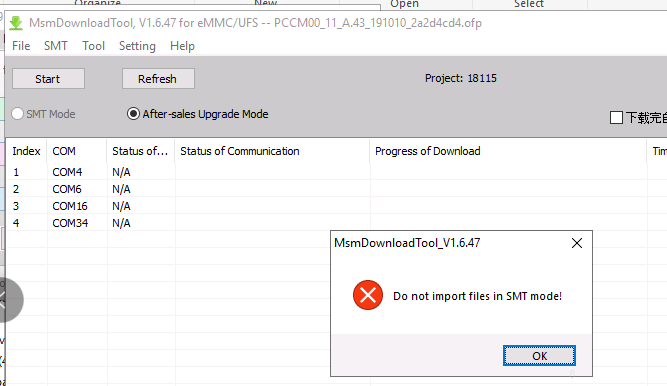 Organize New Open Select
MsmDownloadTool, V1.6.47 for eMMC/UFS -- PCCM00_11_A.43_191010_2a2d4cd4.ofp
File SMT Tool Setting Help
Start Refresh Project: 18115
SMT Mode After-sales Upgrade Mode
下载完自
Index COM Status of... Status of Communication Progress of Download Tim
1 COM4 N/A
2 COM6 N/A
3 COM16 N/A
4 COM34 N/A
MsmDownloadTool_V1.6.47
Do not import files in SMT mode!
OK